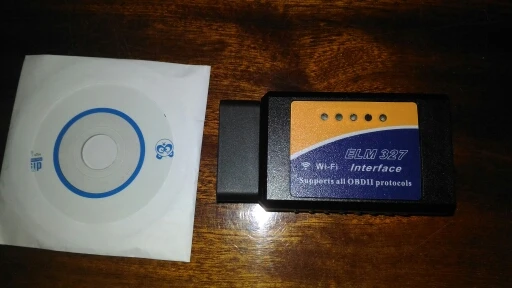 ELM 327
Wi-Fi Interface
Supports all OBDII protocols